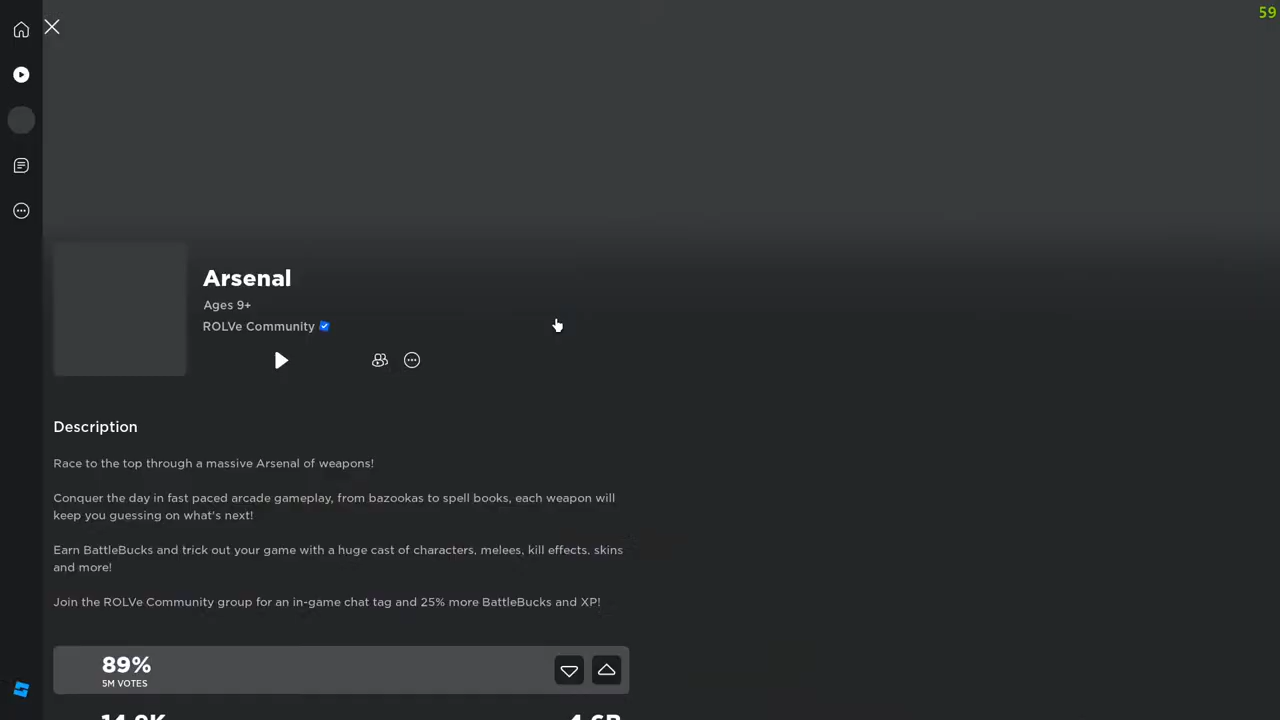 59
Arsenal
Ages 9+
ROLVe Community
Description
Race to the top through a massive Arsenal of weapons!
Conquer the day in fast paced arcade gameplay, from bazookas to spell books, each weapon will
keep you guessing on what's next!
Earn BattleBucks and trick out your game with a huge cast of characters, melees, kill effects, skins
and more!
Join the ROLVe Community group for an in-game chat tag and 25% more BattleBucks and XP!
89%
5M VOTES